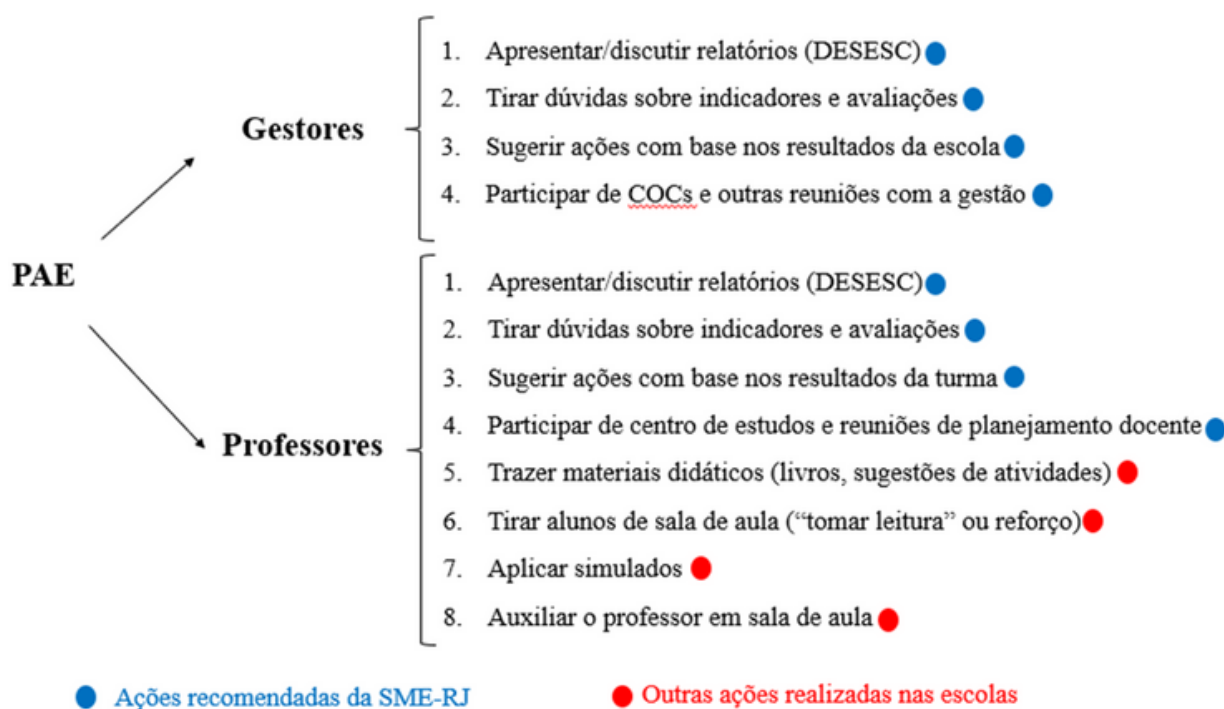 Gestores
1. Apresentar/discutir relatórios (DESESC)
2. Tirar dúvidas sobre indicadores e avaliações
3. Sugerir ações com base nos resultados da escola
4. Participar de COCs e outras reuniões com a gestão
PAE
Professores
1. Apresentar/discutir relatórios (DESESC)
2. Tirar dúvidas sobre indicadores e avaliações
3. Sugerir ações com base nos resultados da turma
4. Participar de centro de estudos e reuniões de planejamento docente
5. Trazer materiais didáticos (livros, sugestões de atividades)
6. Tirar alunos de sala de aula (“tomar leitura” ou reforço)
7. Aplicar simulados
8. Auxiliar o professor em sala de aula
Ações recomendadas da SME-RJ
Outras ações realizadas nas escolas